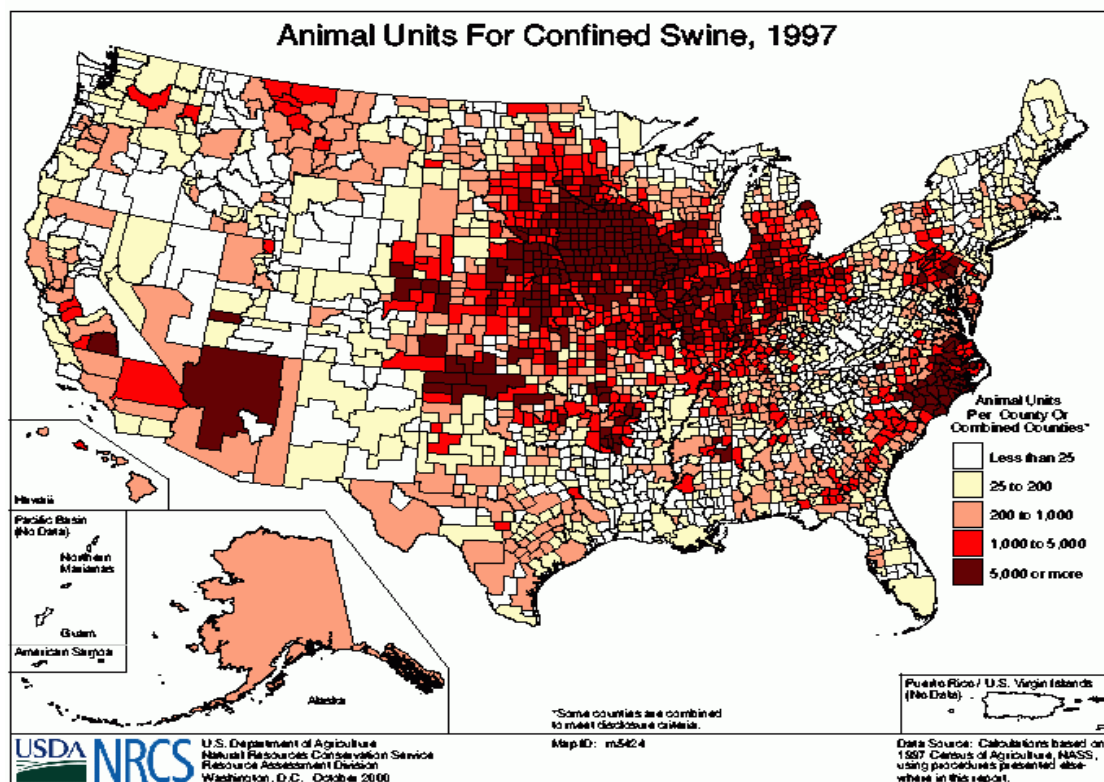 Animal Units For Confined Swine, 1997
Animal Units
Per County Or
Combined Counties*
Less than 25
25 to 200
200 to 1,000
1,000 to 5,000
5,000 or more
Hawaii
Pacific Basin
(No Data)
Northern
Marianas
Guam
American Samoa
Alaska
Puerto Rico / U.S. Virgin Islands
(No Data)
*Some counties are combined
to meet disclosure criteria.
USDA NRCS
U.S. Department of Agriculture
Natural Resources Conservation Service
Resource Assessment Division
Washington, D.C. October 2000
Map ID: m5424
Data Source: Calculations based on
1997 Census of Agriculture, NASS,
using procedures presented else-
where in this report.